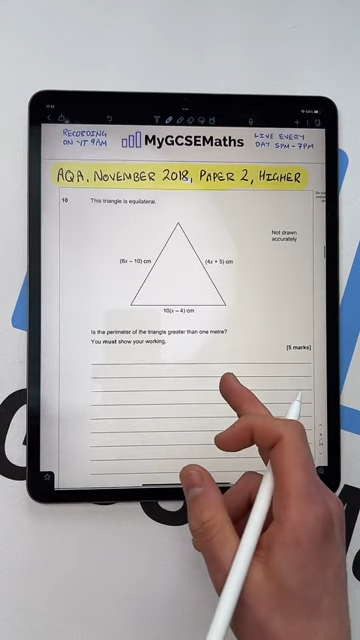 RECORDING
ON YT 9AM
MyGCSEMaths
LIVE EVERY
DAY 5PM-7PM
AQA, NOVEMBER 2018, PAPER 2, HIGHER
10 This triangle is equilateral.
Not drawn
accurately
(6x − 10) cm
(4x + 5) cm
10(x − 4) cm
Is the perimeter of the triangle greater than one metre?
You must show your working.
[5 marks]